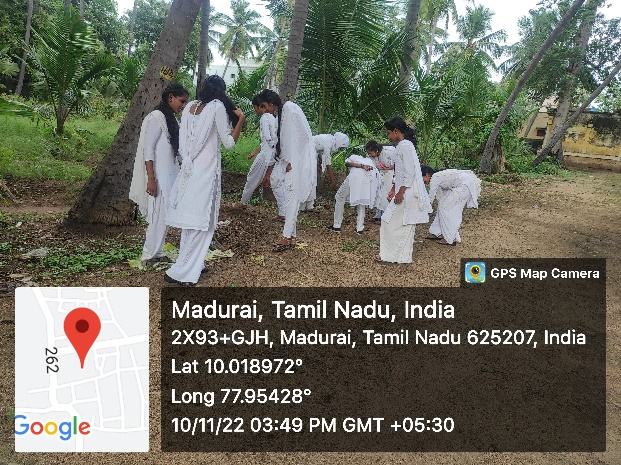 GPS Map Camera
Madurai, Tamil Nadu, India
2X93+GJH, Madurai, Tamil Nadu 625207, India
Lat 10.018972°
Long 77.95428°
10/11/22 03:49 PM GMT +05:30
262
Google